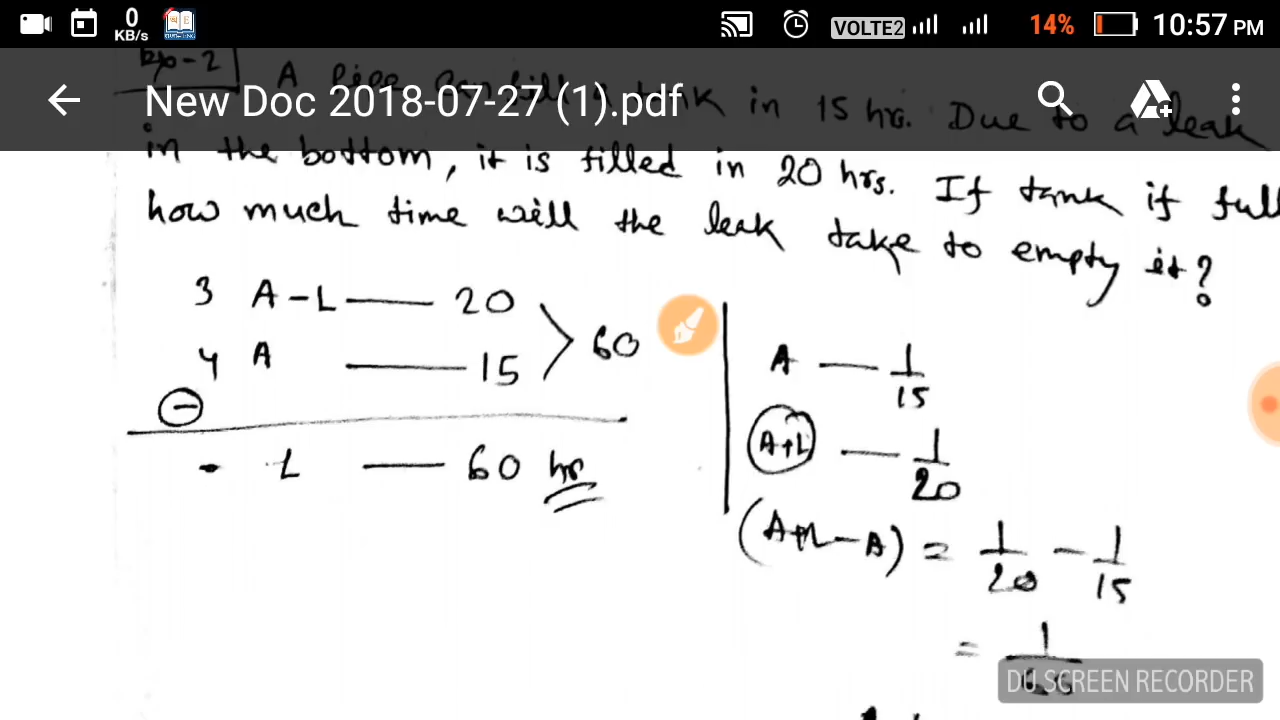 0
KB/s
VOLTE2
14%
10:57 PM
New Doc 2018-07-27 (1).pdf
A in 15 hrs. Due to a leak
in the bottom, it is filled in 20 hrs. If tank if full
how much time will the leak take to empty it?
3 A-L — 20
4 A — 15
> 60
(-)
- L — 60 hr
A — 1/15
A+L — 1/20
(A+L-A) = 1/20 - 1/15
= 1/
DU SCREEN RECORDER